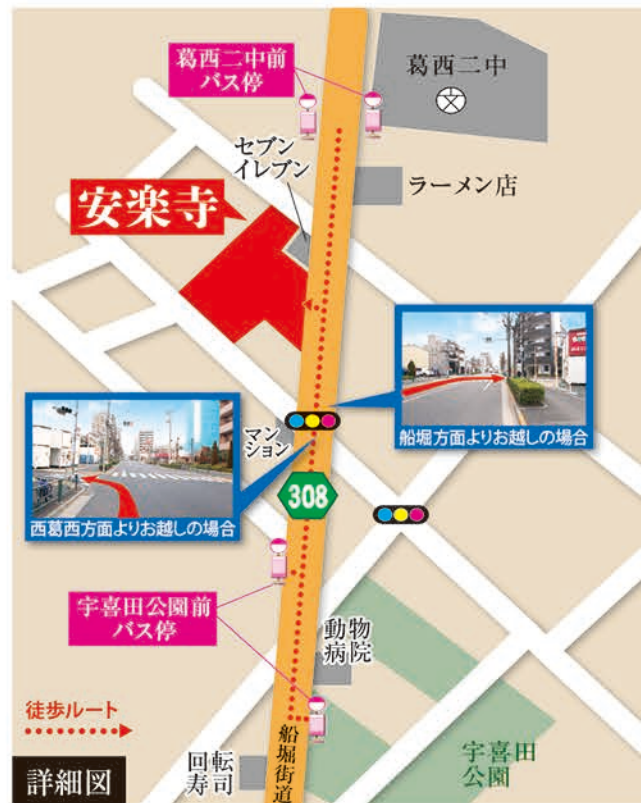 葛西二中前
バス停
葛西二中
文
セブン
イレブン
ラーメン店
安楽寺
船堀方面よりお越しの場合
マン
ション
西葛西方面よりお越しの場合
308
宇喜田公園前
バス停
動物
病院
徒歩ルート
船堀街道
回転
寿司
宇喜田
公園
詳細図